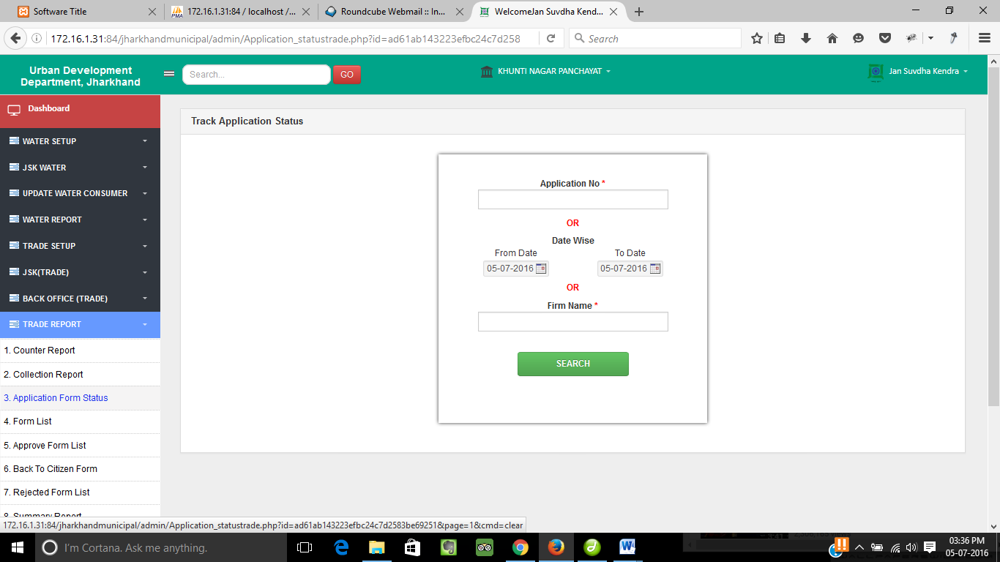 Software Title
172.16.1.31:84 / localhost /...
Roundcube Webmail :: In...
WelcomeJan Suvdha Kend...
172.16.1.31:84/jharkhandmunicipal/admin/Application_statustrade.php?id=ad61ab143223efbc24c7d258
Search
Urban Development
Department, Jharkhand
Search...
GO
KHUNTI NAGAR PANCHAYAT
Jan Suvdha Kendra
Dashboard
WATER SETUP
JSK WATER
UPDATE WATER CONSUMER
WATER REPORT
TRADE SETUP
JSK(TRADE)
BACK OFFICE (TRADE)
TRADE REPORT
1. Counter Report
2. Collection Report
3. Application Form Status
4. Form List
5. Approve Form List
6. Back To Citizen Form
7. Rejected Form List
8. Summary Report
Track Application Status
Application No *
OR
Date Wise
From Date To Date
05-07-2016 05-07-2016
OR
Firm Name *
SEARCH
172.16.1.31:84/jharkhandmunicipal/admin/Application_statustrade.php?id=ad61ab143223efbc24c7d2583be69251&page=1&cmd=clear
I'm Cortana. Ask me anything.
03:36 PM
05-07-2016